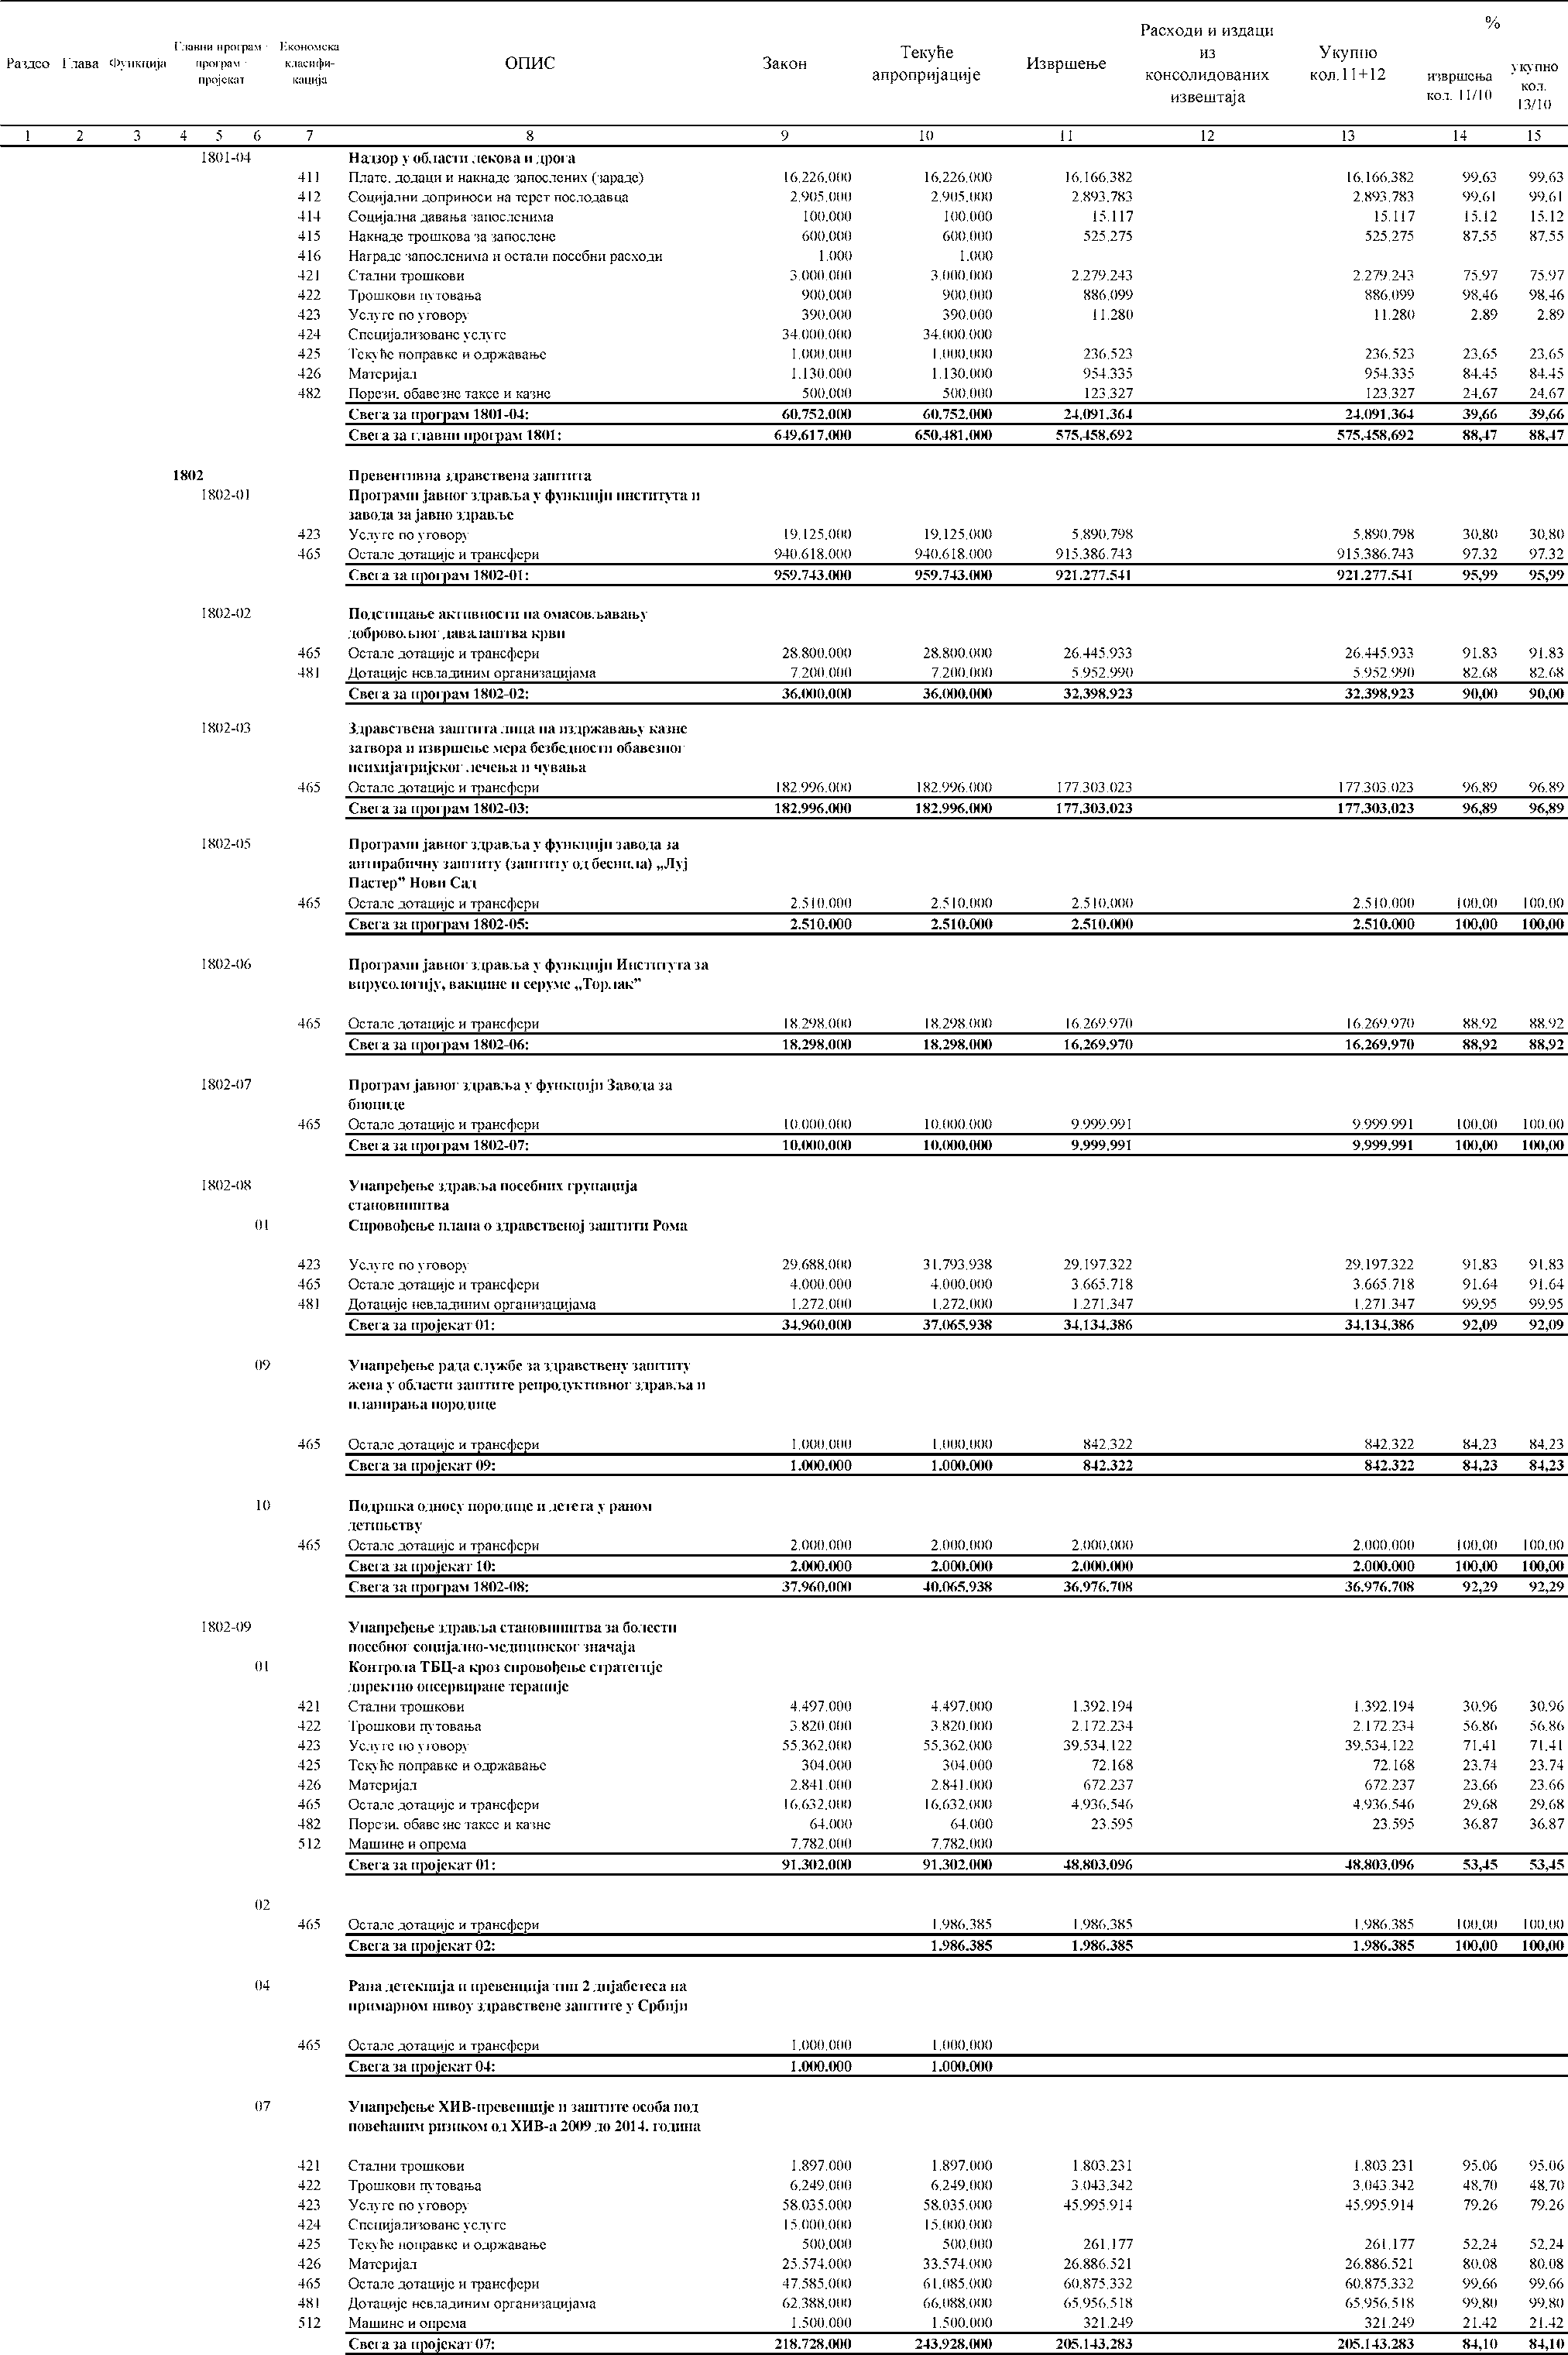 Раздео Глава Функција Главни програм - програм - пројекат Економска класифи-кација ОПИС Закон Текуће апропријације Извршење Расходи и издаци из консолидованих извештаја Укупно кол.11+12 % извршења кол. 11/10 укупно кол. 13/10
1 2 3 4 5 6 7 8 9 10 11 12 13 14 15
1801-04 Надзор у области лекова и дрога
411 Плате, додаци и накнаде запослених (зараде) 16.226.000 16.226.000 16.166.382 16.166.382 99,63 99,63
412 Социјални доприноси на терет послодавца 2.905.000 2.905.000 2.893.783 2.893.783 99,61 99,61
414 Социјална давања запосленима 100.000 100.000 15.117 15.117 15,12 15,12
415 Накнаде трошкова за запослене 600.000 600.000 525.275 525.275 87,55 87,55
416 Награде запосленима и остали посебни расходи 1.000 1.000
421 Стални трошкови 3.000.000 3.000.000 2.279.243 2.279.243 75,97 75,97
422 Трошкови путовања 900.000 900.000 886.099 886.099 98,46 98,46
423 Услуге по уговору 390.000 390.000 11.280 11.280 2,89 2,89
424 Специјализоване услуге 34.000.000 34.000.000
425 Текуће поправке и одржавање 1.000.000 1.000.000 236.523 236.523 23,65 23,65
426 Материјал 1.130.000 1.130.000 954.335 954.335 84,45 84,45
482 Порези, обавезне таксе и казне 500.000 500.000 123.327 123.327 24,67 24,67
Свега за програм 1801-04: 60.752.000 60.752.000 24.091.364 24.091.364 39,66 39,66
Свега за главни програм 1801: 649.617.000 650.481.000 575.458.692 575.458.692 88,47 88,47
1802 Превентивна здравствена заштита
1802-01 Програми јавног здравља у функцији института и
завода за јавно здравље
423 Услуге по уговору 19.125.000 19.125.000 5.890.798 5.890.798 30,80 30,80
465 Остале дотације и трансфери 940.618.000 940.618.000 915.386.743 915.386.743 97,32 97,32
Свега за програм 1802-01: 959.743.000 959.743.000 921.277.541 921.277.541 95,99 95,99
1802-02 Подстицање активности на омасовљавању
добровољног давалаштва крви
465 Остале дотације и трансфери 28.800.000 28.800.000 26.445.933 26.445.933 91,83 91,83
481 Дотације невладиним организацијама 7.200.000 7.200.000 5.952.990 5.952.990 82,68 82,68
Свега за програм 1802-02: 36.000.000 36.000.000 32.398.923 32.398.923 90,00 90,00
1802-03 Здравствена заштита лица на издржавању казне
затвора и извршење мера безбедности обавезног
психијатријског лечења и чувања
465 Остале дотације и трансфери 182.996.000 182.996.000 177.303.023 177.303.023 96,89 96,89
Свега за програм 1802-03: 182.996.000 182.996.000 177.303.023 177.303.023 96,89 96,89
1802-05 Програми јавног здравља у функцији завода за
антирабичну заштиту (заштиту од беснила) „Луј
Пастер” Нови Сад
465 Остале дотације и трансфери 2.510.000 2.510.000 2.510.000 2.510.000 100,00 100,00
Свега за програм 1802-05: 2.510.000 2.510.000 2.510.000 2.510.000 100,00 100,00
1802-06 Програми јавног здравља у функцији Института за
вирусологију, вакцине и серуме „Торлак”
465 Остале дотације и трансфери 18.298.000 18.298.000 16.269.970 16.269.970 88,92 88,92
Свега за програм 1802-06: 18.298.000 18.298.000 16.269.970 16.269.970 88,92 88,92
1802-07 Програм јавног здравља у функцији Завода за
биоциде
465 Остале дотације и трансфери 10.000.000 10.000.000 9.999.991 9.999.991 100,00 100,00
Свега за програм 1802-07: 10.000.000 10.000.000 9.999.991 9.999.991 100,00 100,00
1802-08 Унапређење здравља посебних групација
становништва
01 Спровођење плана о здравственој заштити Рома
423 Услуге по уговору 29.688.000 31.793.938 29.197.322 29.197.322 91,83 91,83
465 Остале дотације и трансфери 4.000.000 4.000.000 3.665.718 3.665.718 91,64 91,64
481 Дотације невладиним организацијама 1.272.000 1.272.000 1.271.347 1.271.347 99,95 99,95
Свега за пројекат 01: 34.960.000 37.065.938 34.134.386 34.134.386 92,09 92,09
09 Унапређење рада службе за здравствену заштиту
жена у области заштите репродуктивног здравља и
планирања породице
465 Остале дотације и трансфери 1.000.000 1.000.000 842.322 842.322 84,23 84,23
Свега за пројекат 09: 1.000.000 1.000.000 842.322 842.322 84,23 84,23
10 Подршка односу породице и детета у раном
детињству
465 Остале дотације и трансфери 2.000.000 2.000.000 2.000.000 2.000.000 100,00 100,00
Свега за пројекат 10: 2.000.000 2.000.000 2.000.000 2.000.000 100,00 100,00
Свега за програм 1802-08: 37.960.000 40.065.938 36.976.708 36.976.708 92,29 92,29
1802-09 Унапређење здравља становништва за болести
посебног социјално-медицинског значаја
01 Контрола ТБЦ-а кроз спровођење стратегије
директно опсервиране терапије
421 Стални трошкови 4.497.000 4.497.000 1.392.194 1.392.194 30,96 30,96
422 Трошкови путовања 3.820.000 3.820.000 2.172.234 2.172.234 56,86 56,86
423 Услуге по уговору 55.362.000 55.362.000 39.534.122 39.534.122 71,41 71,41
425 Текуће поправке и одржавање 304.000 304.000 72.168 72.168 23,74 23,74
426 Материјал 2.841.000 2.841.000 672.237 672.237 23,66 23,66
465 Остале дотације и трансфери 16.632.000 16.632.000 4.936.546 4.936.546 29,68 29,68
482 Порези, обавезне таксе и казне 64.000 64.000 23.595 23.595 36,87 36,87
512 Машине и опрема 7.782.000 7.782.000
Свега за пројекат 01: 91.302.000 91.302.000 48.803.096 48.803.096 53,45 53,45
02
465 Остале дотације и трансфери 1.986.385 1.986.385 1.986.385 100,00 100,00
Свега за пројекат 02: 1.986.385 1.986.385 1.986.385 100,00 100,00
04 Рана детекција и превенција тип 2 дијабетеса на
примарном нивоу здравствене заштите у Србији
465 Остале дотације и трансфери 1.000.000 1.000.000
Свега за пројекат 04: 1.000.000 1.000.000
07 Унапређење ХИВ-превенције и заштите особа под
повећаним ризиком од ХИВ-а 2009 до 2014. година
421 Стални трошкови 1.897.000 1.897.000 1.803.231 1.803.231 95,06 95,06
422 Трошкови путовања 6.249.000 6.249.000 3.043.342 3.043.342 48,70 48,70
423 Услуге по уговору 58.035.000 58.035.000 45.995.914 45.995.914 79,26 79,26
424 Специјализоване услуге 15.000.000 15.000.000
425 Текуће поправке и одржавање 500.000 500.000 261.177 261.177 52,24 52,24
426 Материјал 25.574.000 33.574.000 26.886.521 26.886.521 80,08 80,08
465 Остале дотације и трансфери 47.585.000 61.085.000 60.875.332 60.875.332 99,66 99,66
481 Дотације невладиним организацијама 62.388.000 66.088.000 65.956.518 65.956.518 99,80 99,80
512 Машине и опрема 1.500.000 1.500.000 321.249 321.249 21,42 21,42
Свега за пројекат 07: 218.728.000 243.928.000 205.143.283 205.143.283 84,10 84,10